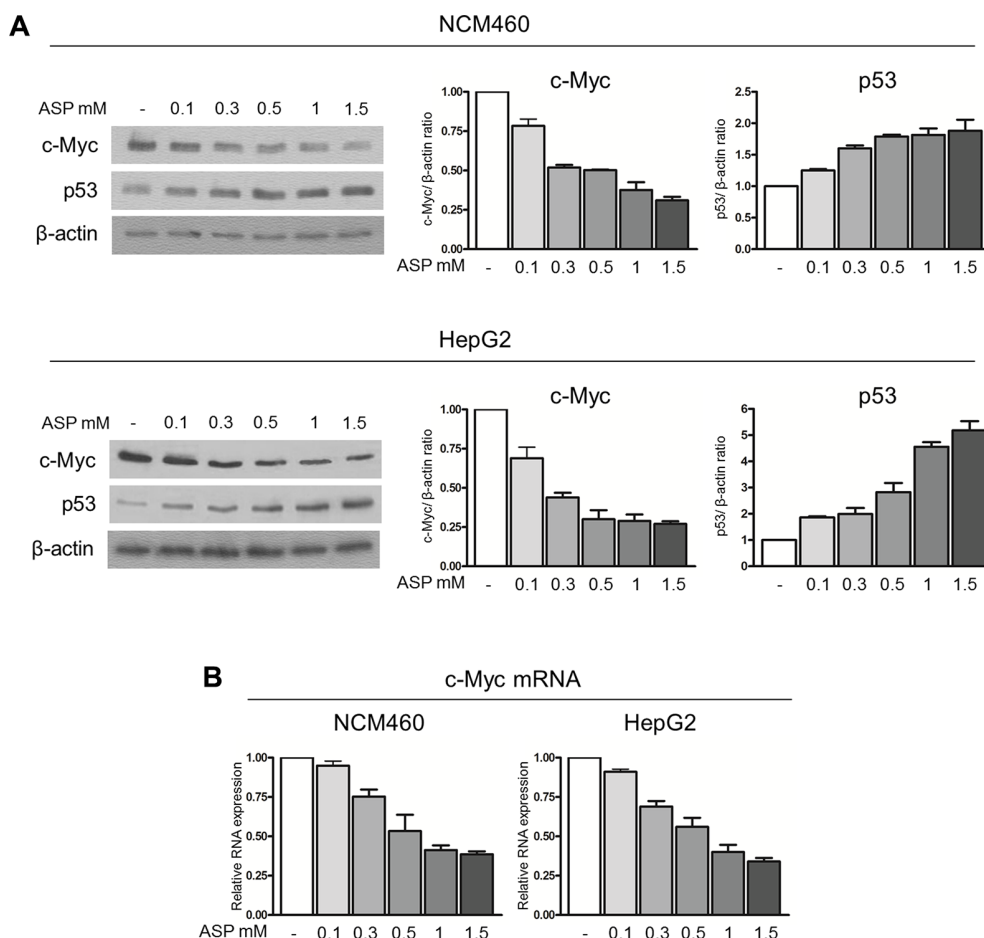 A
NCM460
ASP mM - 0.1 0.3 0.5 1 1.5
c-Myc
p53
β-actin
c-Myc
c-Myc/ β-actin ratio
1.00
0.75
0.50
0.25
0.00
ASP mM - 0.1 0.3 0.5 1 1.5
p53
p53/ β-actin ratio
2.5
2.0
1.5
1.0
0.5
0.0
- 0.1 0.3 0.5 1 1.5
HepG2
ASP mM - 0.1 0.3 0.5 1 1.5
c-Myc
p53
β-actin
c-Myc
c-Myc/ β-actin ratio
1.00
0.75
0.50
0.25
0.00
ASP mM - 0.1 0.3 0.5 1 1.5
p53
p53/ β-actin ratio
6
5
4
3
2
1
0
- 0.1 0.3 0.5 1 1.5
B
c-Myc mRNA
NCM460
Relative RNA expression
1.00
0.75
0.50
0.25
0.00
ASP mM - 0.1 0.3 0.5 1 1.5
HepG2
Relative RNA expression
1.00
0.75
0.50
0.25
0.00
- 0.1 0.3 0.5 1 1.5